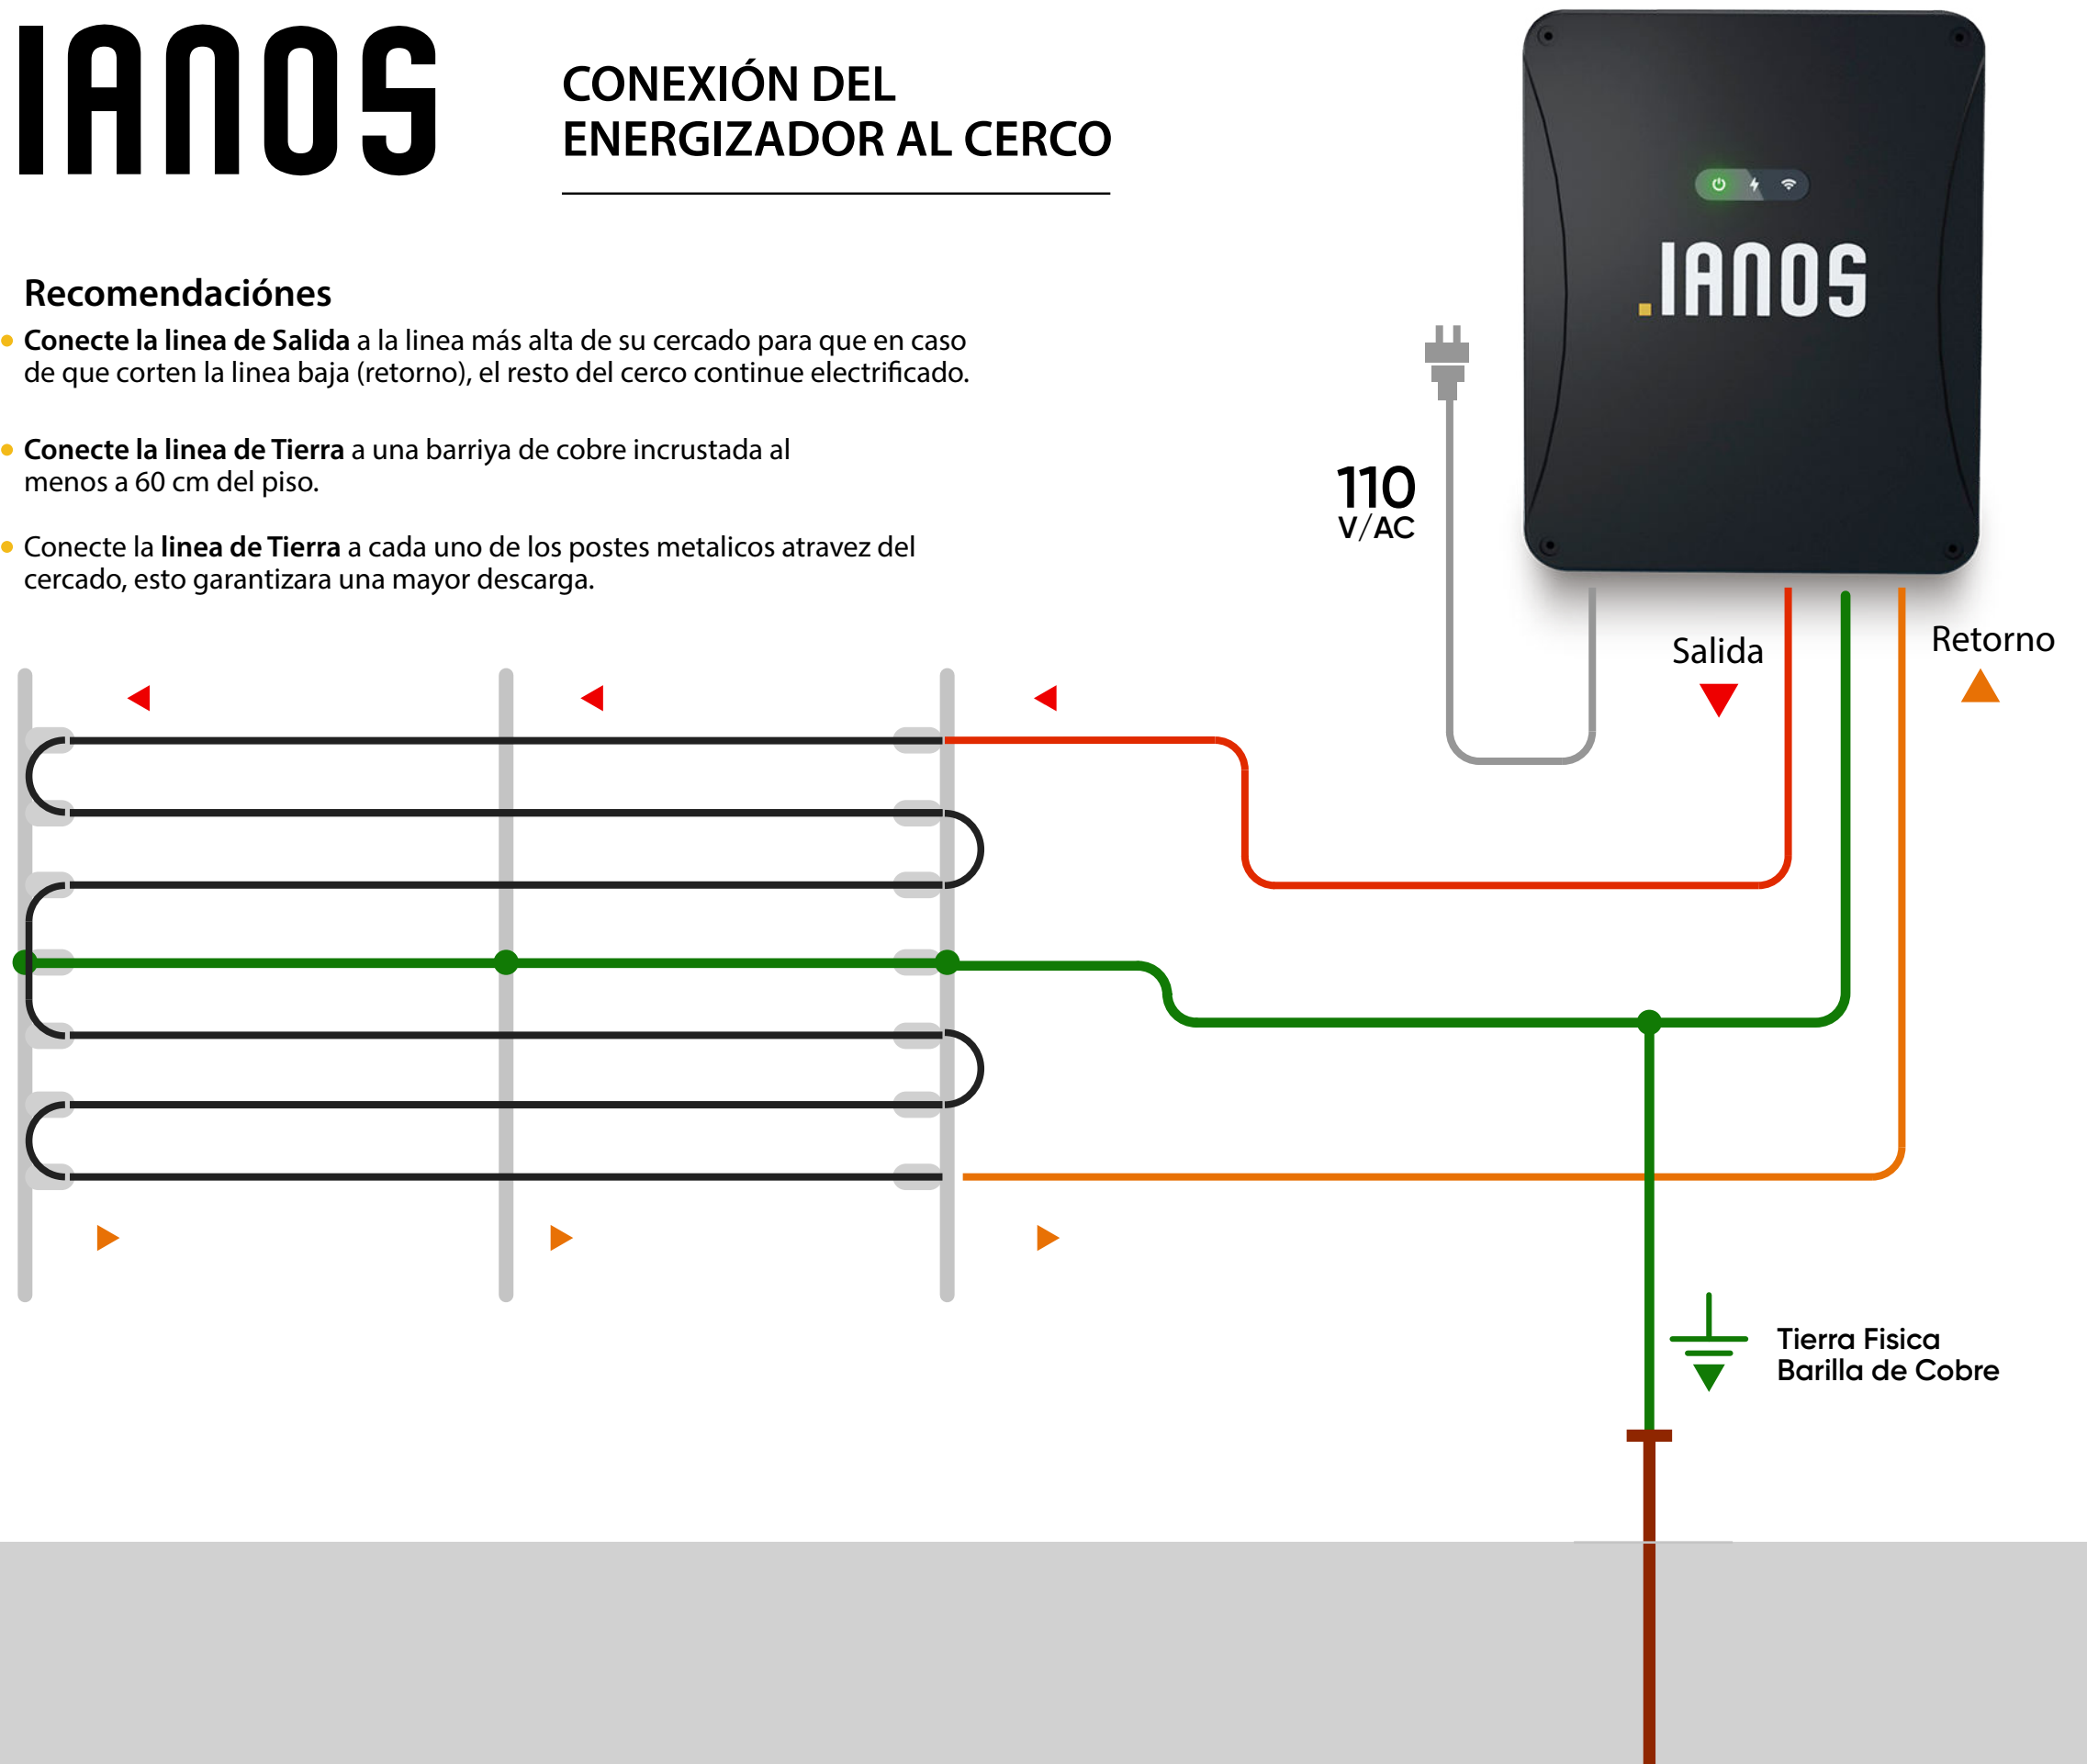 IANOS
CONEXIÓN DEL
ENERGIZADOR AL CERCO
Recomendaciónes
Conecte la linea de Salida a la linea más alta de su cercado para que en caso
de que corten la linea baja (retorno), el resto del cerco continue electrificado.
Conecte la linea de Tierra a una barriya de cobre incrustada al
menos a 60 cm del piso.
Conecte la linea de Tierra a cada uno de los postes metalicos atravez del
cercado, esto garantizara una mayor descarga.
.IANOS
110
V/AC
Salida
Retorno
Tierra Fisica
Barilla de Cobre